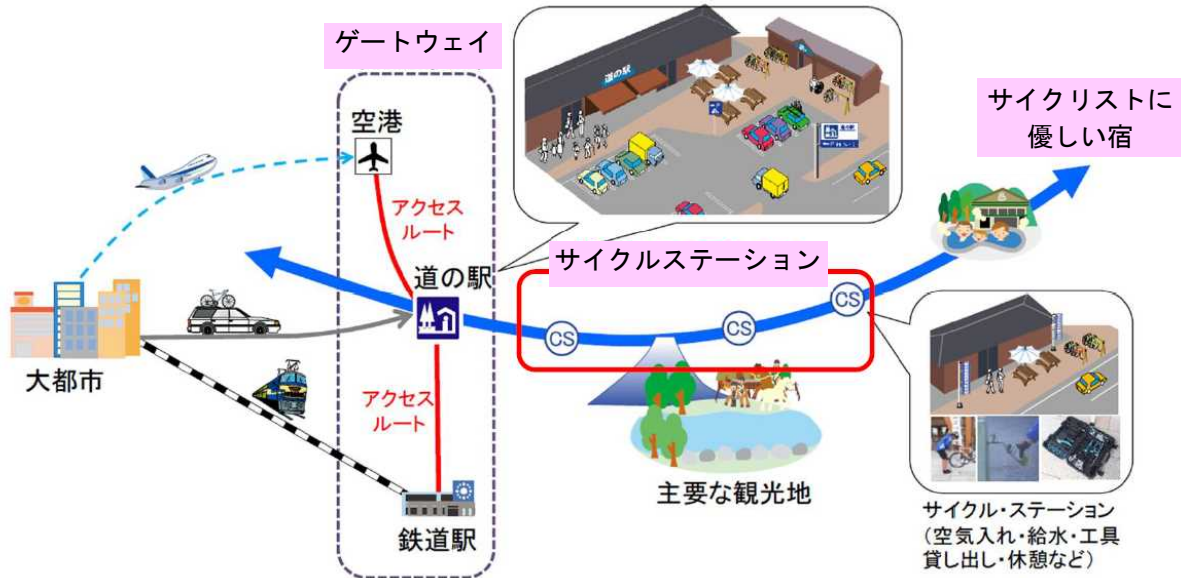 ゲートウェイ
道の駅
サイクリストに
優しい宿
空港
アクセス
ルート
サイクルステーション
道の駅
CS
CS
CS
大都市
アクセス
ルート
主要な観光地
鉄道駅
サイクル・ステーション
(空気入れ・給水・工具
貸し出し・休憩など)